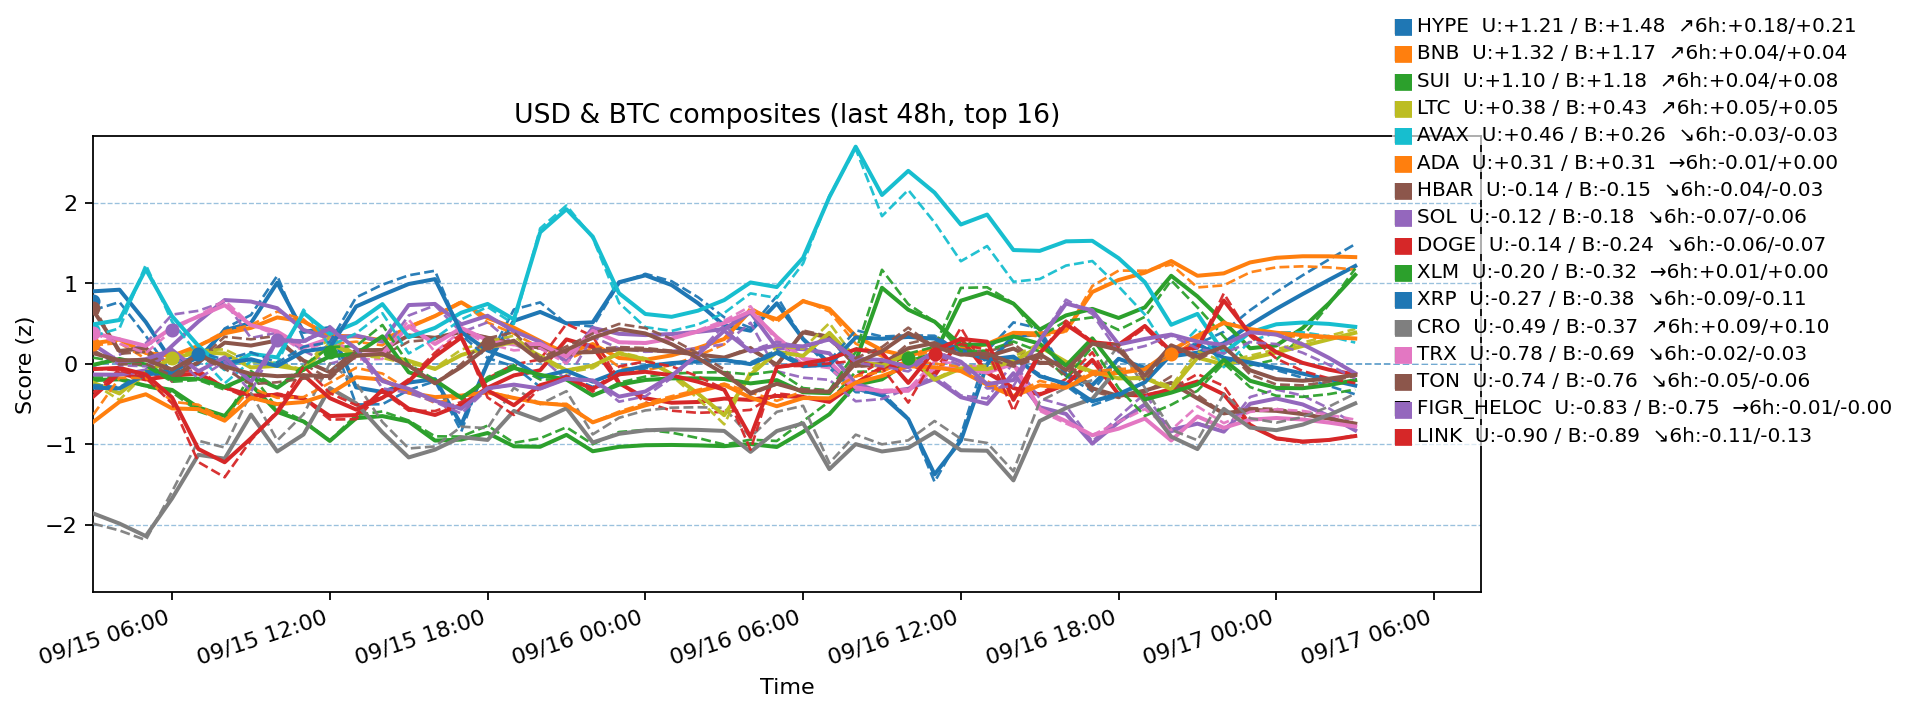 HYPE  U:+1.21 / B:+1.48  ↗6h:+0.18/+0.21
BNB  U:+1.32 / B:+1.17  ↗6h:+0.04/+0.04
SUI  U:+1.10 / B:+1.18  ↗6h:+0.04/+0.08
LTC  U:+0.38 / B:+0.43  ↗6h:+0.05/+0.05
AVAX  U:+0.46 / B:+0.26  ↘6h:-0.03/-0.03
ADA  U:+0.31 / B:+0.31  →6h:-0.01/+0.00
HBAR  U:-0.14 / B:-0.15  ↘6h:-0.04/-0.03
SOL  U:-0.12 / B:-0.18  ↘6h:-0.07/-0.06
DOGE  U:-0.14 / B:-0.24  ↘6h:-0.06/-0.07
XLM  U:-0.20 / B:-0.32  →6h:+0.01/+0.00
XRP  U:-0.27 / B:-0.38  ↘6h:-0.09/-0.11
CRO  U:-0.49 / B:-0.37  ↗6h:+0.09/+0.10
TRX  U:-0.78 / B:-0.69  ↘6h:-0.02/-0.03
TON  U:-0.74 / B:-0.76  ↘6h:-0.05/-0.06
FIGR_HELOC  U:-0.83 / B:-0.75  →6h:-0.01/-0.00
LINK  U:-0.90 / B:-0.89  ↘6h:-0.11/-0.13
USD & BTC composites (last 48h, top 16)
Score (z)
2
1
0
−1
−2
09/15 06:00
09/15 12:00
09/15 18:00
09/16 00:00
09/16 06:00
09/16 12:00
09/16 18:00
09/17 00:00
09/17 06:00
Time